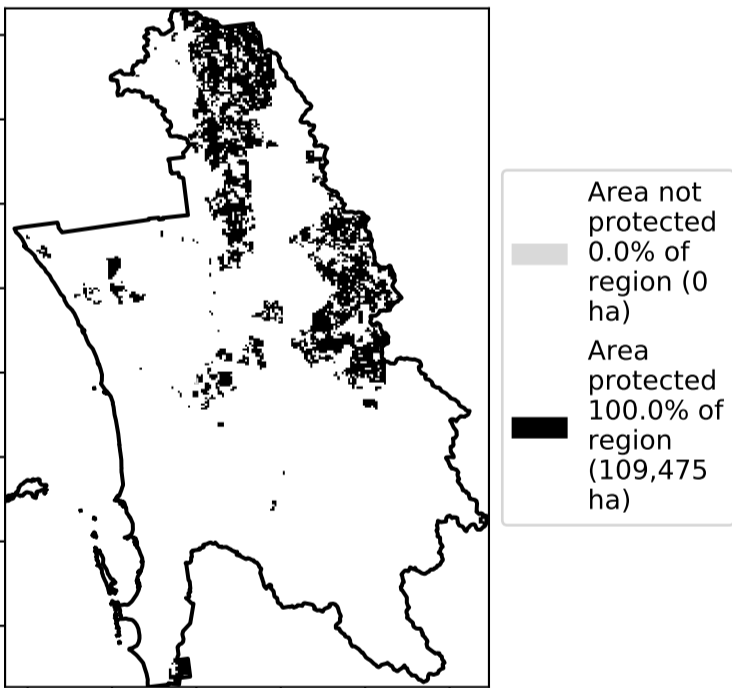 Area not
protected
0.0% of
region (0
ha)
Area
protected
100.0% of
region
(109,475
ha)